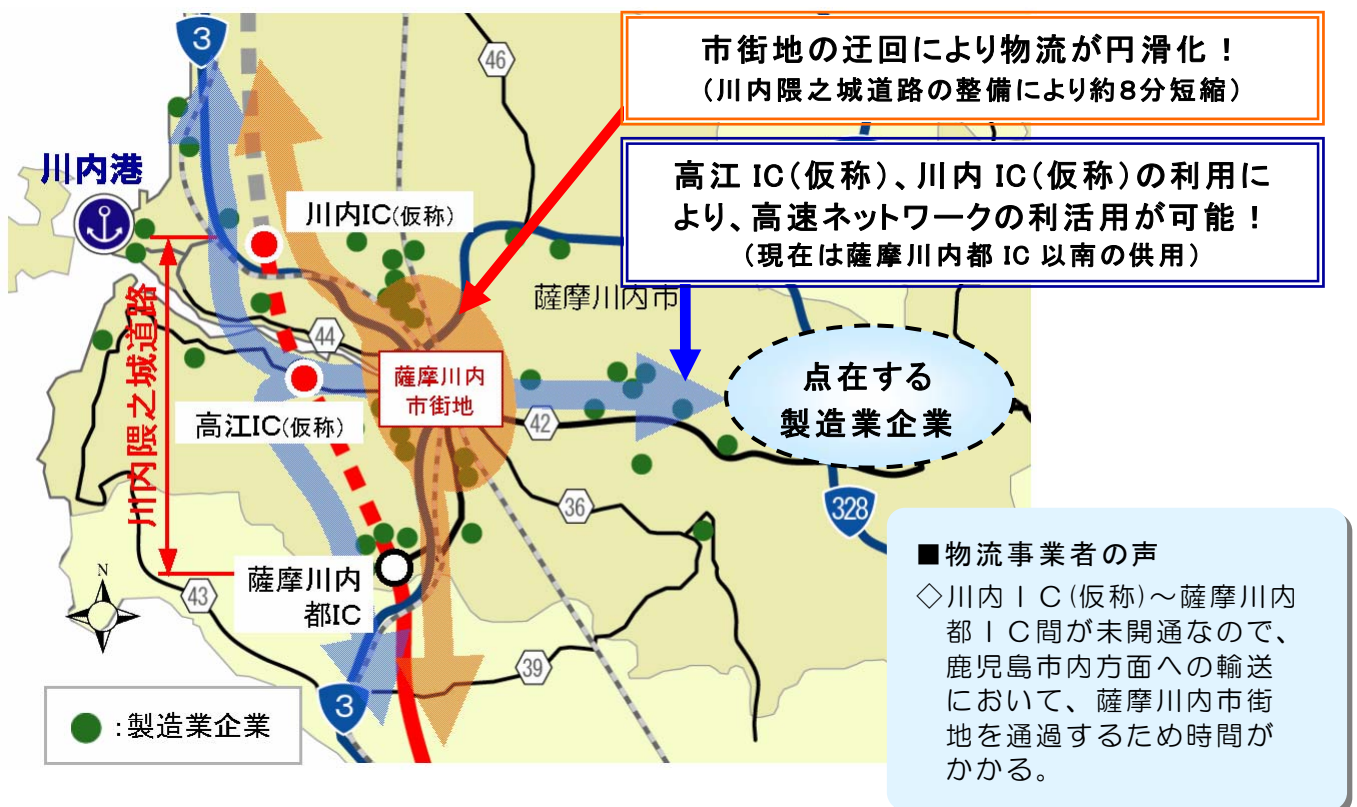 市街地の迂回により物流が円滑化！
（川内隈之城道路の整備により約8分短縮）
高江 IC（仮称）、川内 IC（仮称）の利用に
より、高速ネットワークの利活用が可能！
（現在は薩摩川内都 IC 以南の供用）
3
46
川内港
川内IC(仮称)
薩摩川内市
44
川内隈之城道路
薩摩川内
市街地
点在する
製造業企業
高江IC(仮称)
42
36
328
薩摩川内
都IC
N
43
39
3
：製造業企業
■物流事業者の声
◇川内ＩＣ(仮称)～薩摩川内
都ＩＣ間が未開通なので、
鹿児島市内方面への輸送
において、薩摩川内市街
地を通過するため時間が
かかる。